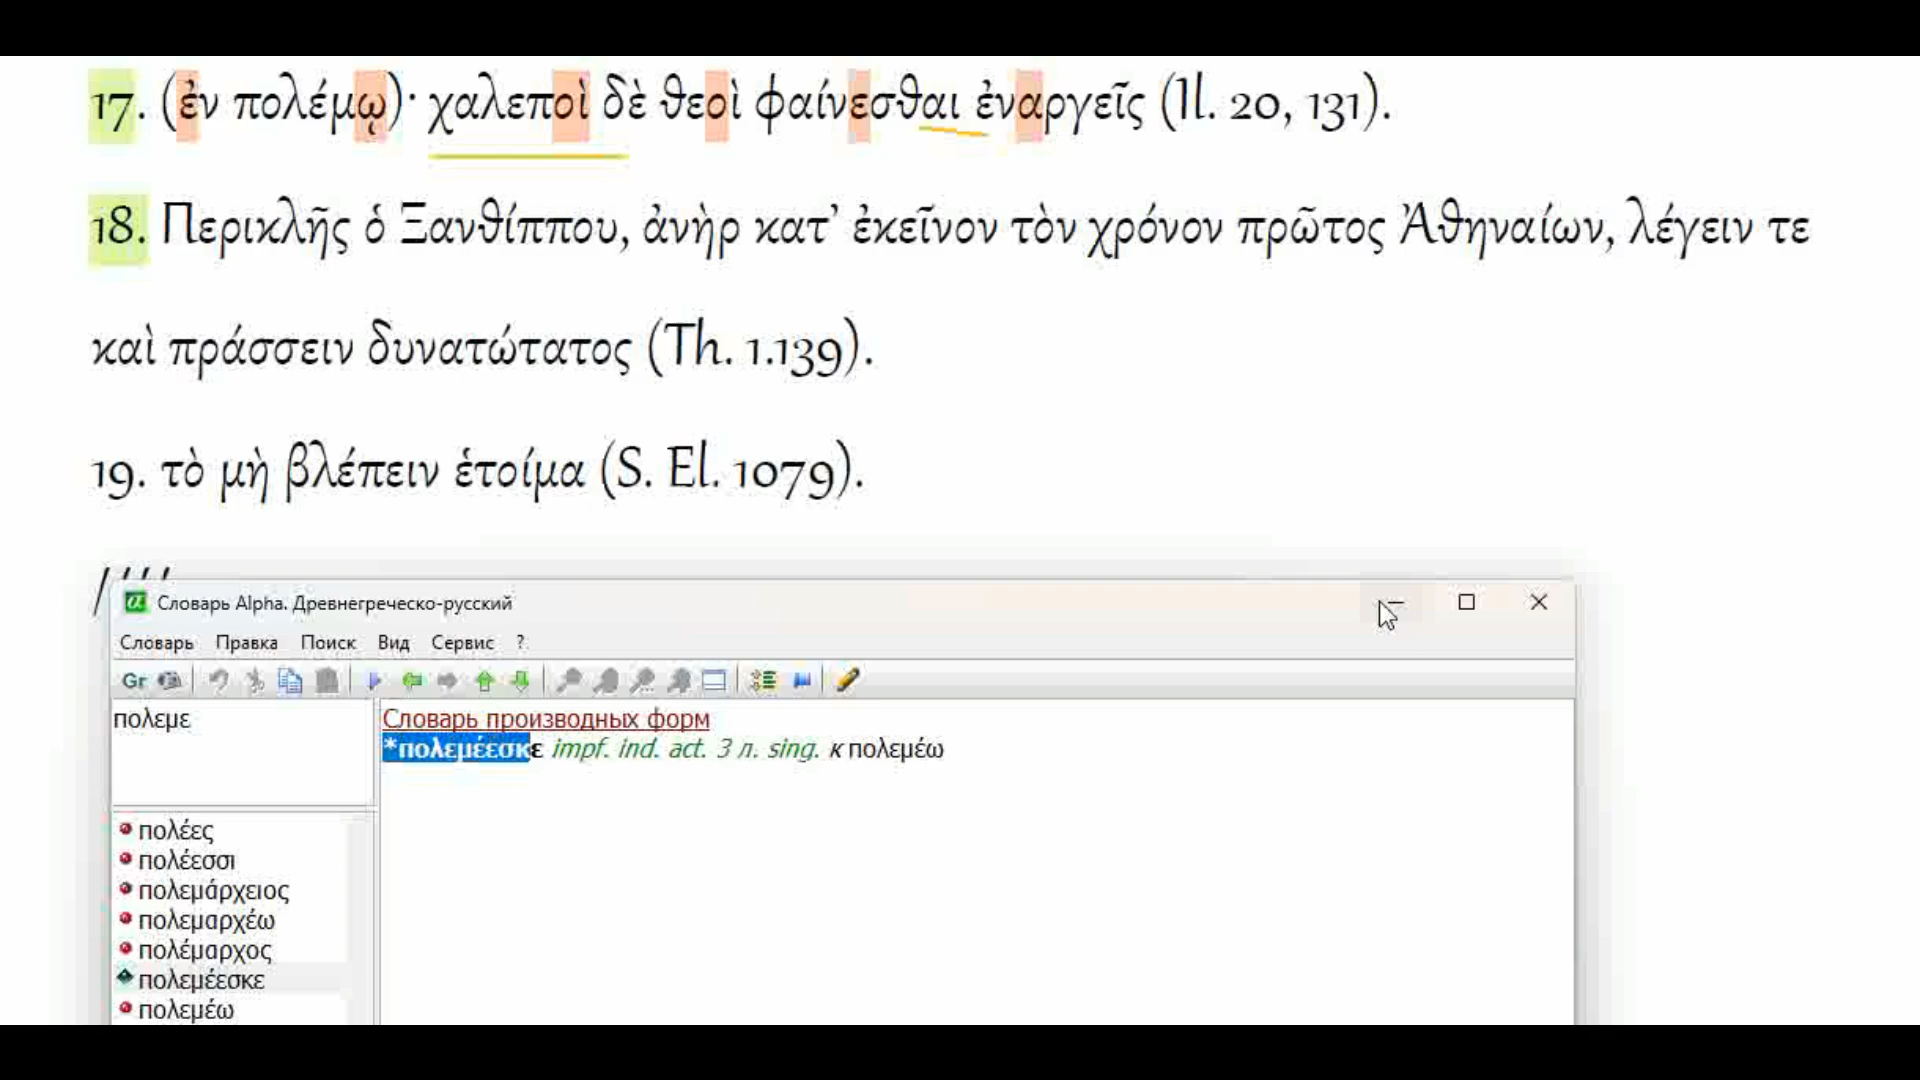 17. (ἐν πολέμῳ)· χαλεποὶ δὲ θεοὶ φαίνεσθαι ἐναργεῖς (Il. 20, 131).
18. Περικλῆς ὁ Ξανθίππου, ἀνὴρ κατ’ ἐκεῖνον τὸν χρόνον πρῶτος Ἀθηναίων, λέγειν τε
καὶ πράσσειν δυνατώτατος (Th. 1.139).
19. τὸ μὴ βλέπειν ἑτοίμα (S. El. 1079).
Словарь Alpha. Древнегреческо-русский
Словарь Правка Поиск Вид Сервис ?
Gr
πολεμε
Словарь производных форм
*πολεμέεσκε impf. ind. act. 3 л. sing. к πολεμέω
πολέες
πολέεσσι
πολεμάρχειος
πολεμαρχέω
πολέμαρχος
πολεμέεσκε
πολεμέω